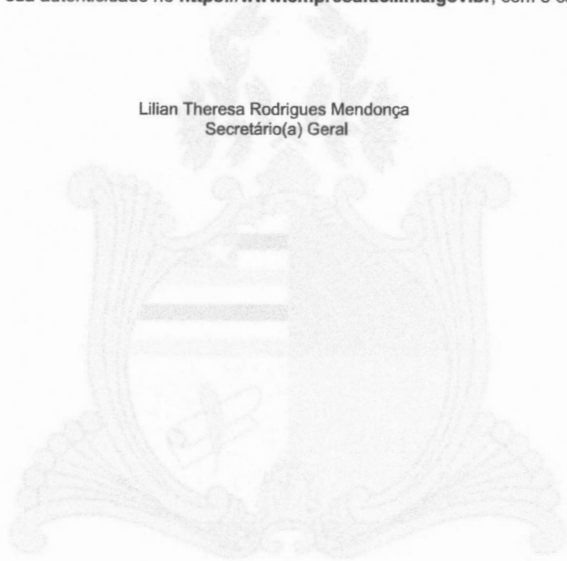 sua autenticidade no https://www.empresafacil.ma.gov.br, com o
Lilian Theresa Rodrigues Mendonça
Secretário(a) Geral